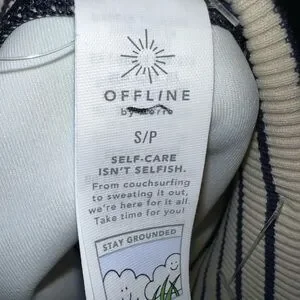 OFFLINE
by
S/P
SELF-CARE
ISN'T SELFISH.
From couchsurfing
to sweating it out,
we're here for it all.
Take time for you!
STAY GROUNDED